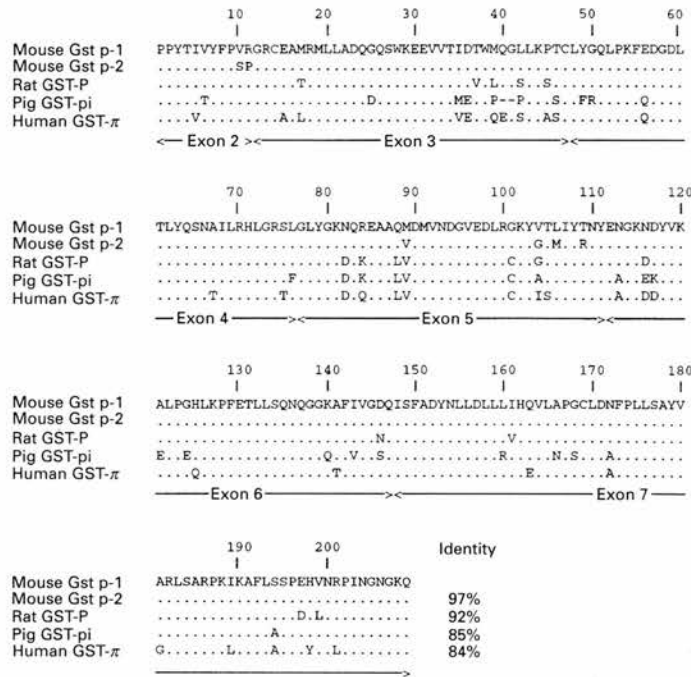 10 20 30 40 50 60
Mouse Gst p-1 PPYTIVYFPVRGRCEAMRMLLADQGQSWKEEVVTIDTWMQGLLKPTCLYGQLPKFEDGDL
Mouse Gst p-2 .........SP.................................................
Rat GST-P ................T...................V.L..S..S...............
Pig GST-pi .....T..................D.........ME..P--P...S..YR.....Q....
Human GST-π ....I.........A.L.................VE..QE.S..AS.........Q....
<— Exon 2 —><——— Exon 3 ———><———
70 80 90 100 110 120
Mouse Gst p-1 TLYQSNAILRHLGRSLGLYGKNQREAAQMDMVNDGVEDLRGKYVTLIYTNYENGKNDYVK
Mouse Gst p-2 ............................V..............G.M..R...........
Rat GST-P .....................D.K...LV...........C..G...........D....
Pig GST-pi ...............F.....D.K...LV...........C..A........A..EK...
Human GST-π ......T.......T......D.Q...LV...........C..IS.......A..DD...
— Exon 4 —><——— Exon 5 ———><———
130 140 150 160 170 180
Mouse Gst p-1 ALPGHLKPFETLLSQNQGGKAFIVGDQISFADYNLLDLLLIHQVLAPGCLDNFPLLSAYV
Mouse Gst p-2 ............................................................
Rat GST-P .........................N..............V...................
Pig GST-pi E..E...............Q..V..S.............R.....M.S...A........
Human GST-π ....Q...............T.....................E........A........
——— Exon 6 ———><——— Exon 7 —
190 200 Identity
Mouse Gst p-1 ARLSARPKIKAFLSSPEHVNRPINGNGKQ
Mouse Gst p-2 ............................. 97%
Rat GST-P ................D.L.......... 92%
Pig GST-pi .............A............... 85%
Human GST-π G.......L....A...Y..L........ 84%
———>